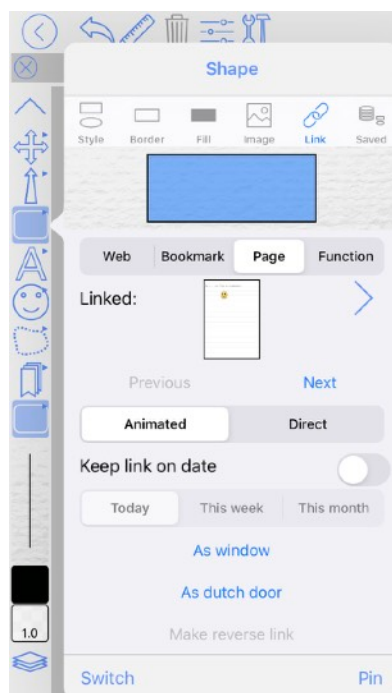 Shape
Style Border Fill Image Link Saved
Web Bookmark Page Function
Linked:
Previous Next
Animated Direct
Keep link on date
Today This week This month
As window
As dutch door
Make reverse link
1.0
Switch Pin